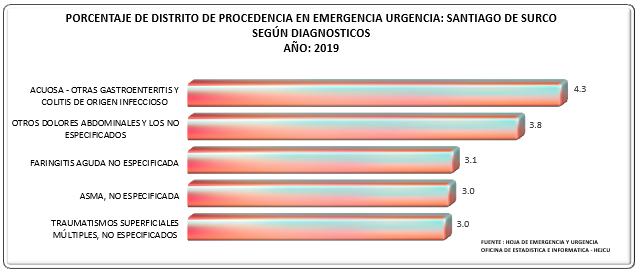 PORCENTAJE DE DISTRITO DE PROCEDENCIA EN EMERGENCIA URGENCIA: SANTIAGO DE SURCO
SEGÚN DIAGNOSTICOS
AÑO: 2019
ACUOSA - OTRAS GASTROENTERITIS Y
COLITIS DE ORIGEN INFECCIOSO
4.3
OTROS DOLORES ABDOMINALES Y LOS NO
ESPECIFICADOS
3.8
FARINGITIS AGUDA NO ESPECIFICADA
3.1
ASMA, NO ESPECIFICADA
3.0
TRAUMATISMOS SUPERFICIALES
MÚLTIPLES, NO ESPECIFICADOS
3.0
FUENTE : HOJA DE EMERGENCIA Y URGENCIA
OFICINA DE ESTADISTICA E INFORMATICA - HEJCU